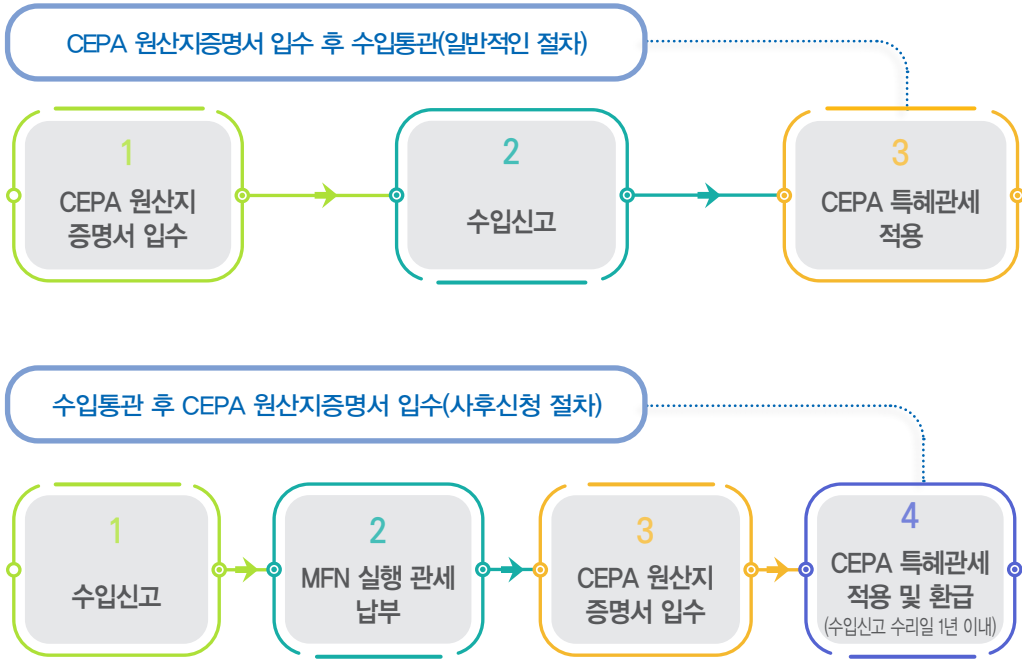 CEPA 원산지증명서 입수 후 수입통관(일반적인 절차)
1
CEPA 원산지
증명서 입수
2
수입신고
3
CEPA 특혜관세
적용
수입통관 후 CEPA 원산지증명서 입수(사후신청 절차)
1
수입신고
2
MFN 실행 관세
납부
3
CEPA 원산지
증명서 입수
4
CEPA 특혜관세
적용 및 환급
(수입신고 수리일 1년 이내)